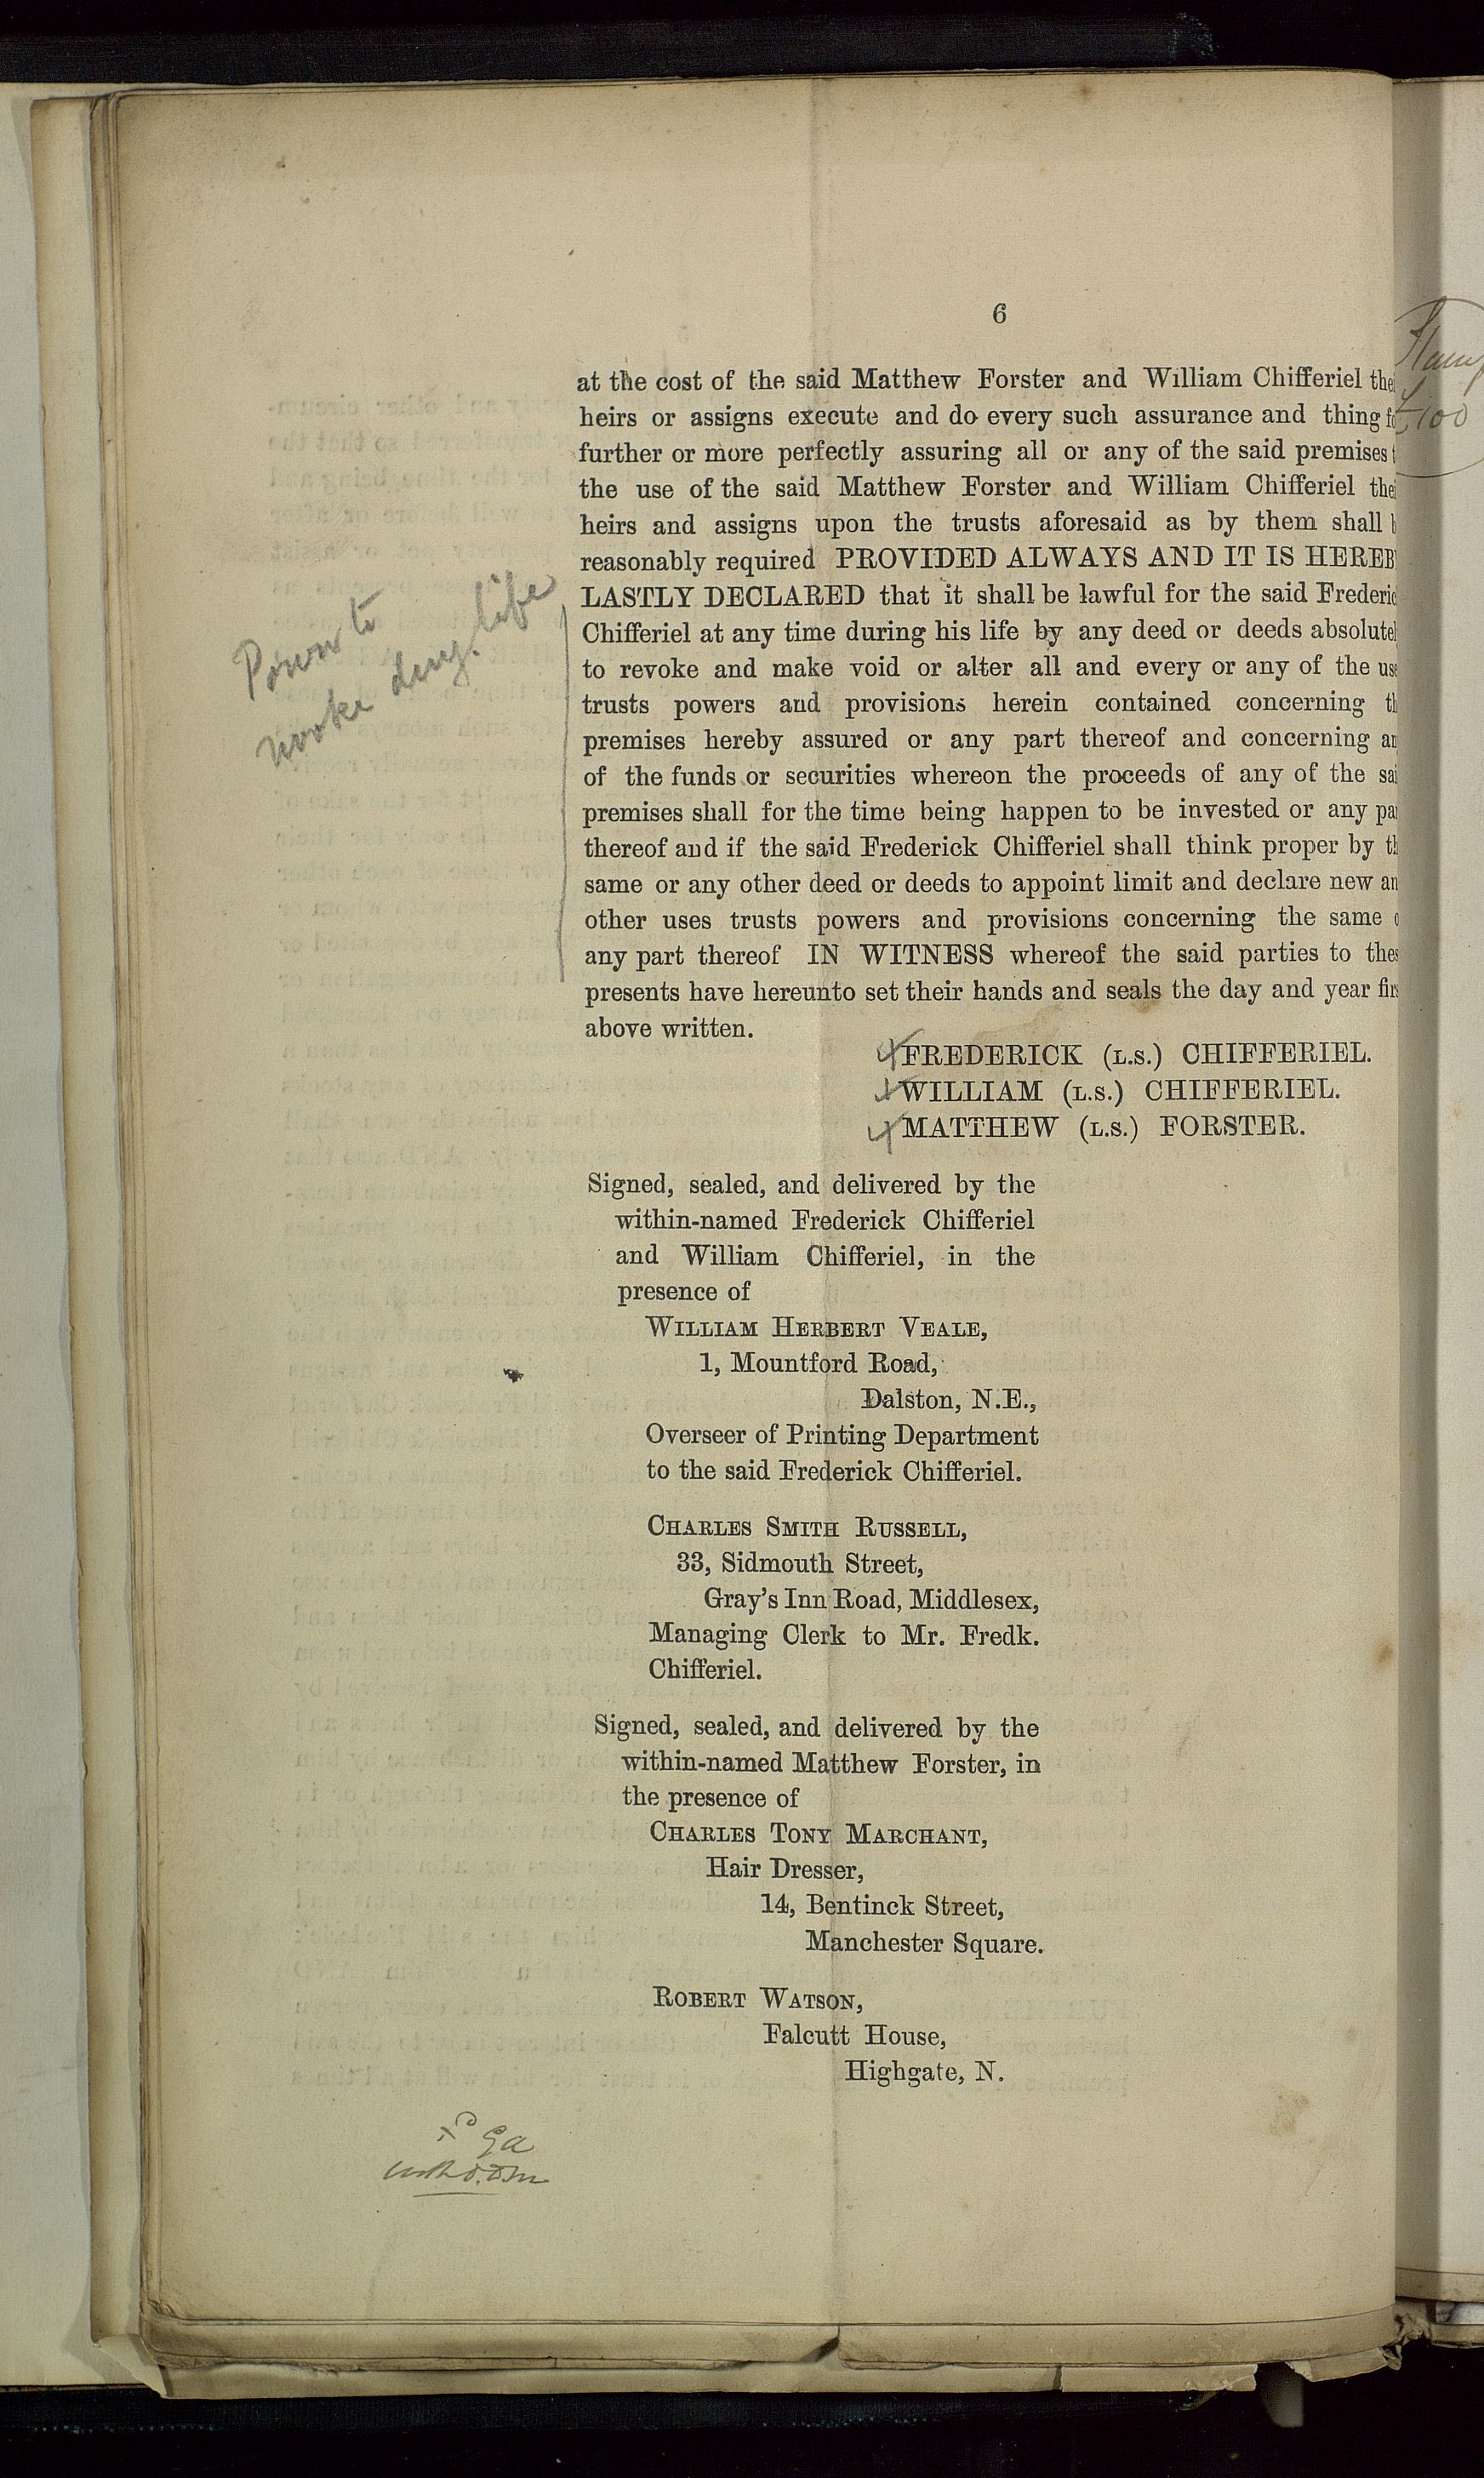 6
at the cost of the said Matthew Forster and William Chifferiel thei
heirs or assigns execute and do every such assurance and thing fo
further or more perfectly assuring all or any of the said premises t
the use of the said Matthew Forster and William Chifferiel thei
heirs and assigns upon the trusts aforesaid as by them shall b
reasonably required PROVIDED ALWAYS AND IT IS HEREB
LASTLY DECLARED that it shall be lawful for the said Frederic
Chifferiel at any time during his life by any deed or deeds absolutel
to revoke and make void or alter all and every or any of the use
trusts powers and provisions herein contained concerning th
premises hereby assured or any part thereof and concerning an
of the funds or securities whereon the proceeds of any of the sai
premises shall for the time being happen to be invested or any par
thereof and if the said Frederick Chifferiel shall think proper by th
same or any other deed or deeds to appoint limit and declare new an
other uses trusts powers and provisions concerning the same o
any part thereof IN WITNESS whereof the said parties to thes
presents have hereunto set their hands and seals the day and year firs
above written.
Power to
revoke durg. life
FREDERICK (L.S.) CHIFFERIEL.
WILLIAM (L.S.) CHIFFERIEL.
MATTHEW (L.S.) FORSTER.
Signed, sealed, and delivered by the
within-named Frederick Chifferiel
and William Chifferiel, in the
presence of
WILLIAM HERBERT VEALE,
1, Mountford Road,
Dalston, N.E.,
Overseer of Printing Department
to the said Frederick Chifferiel.
CHARLES SMITH RUSSELL,
33, Sidmouth Street,
Gray's Inn Road, Middlesex,
Managing Clerk to Mr. Fredk.
Chifferiel.
Signed, sealed, and delivered by the
within-named Matthew Forster, in
the presence of
CHARLES TONY MARCHANT,
Hair Dresser,
14, Bentinck Street,
Manchester Square.
ROBERT WATSON,
Falcutt House,
Highgate, N.
£100